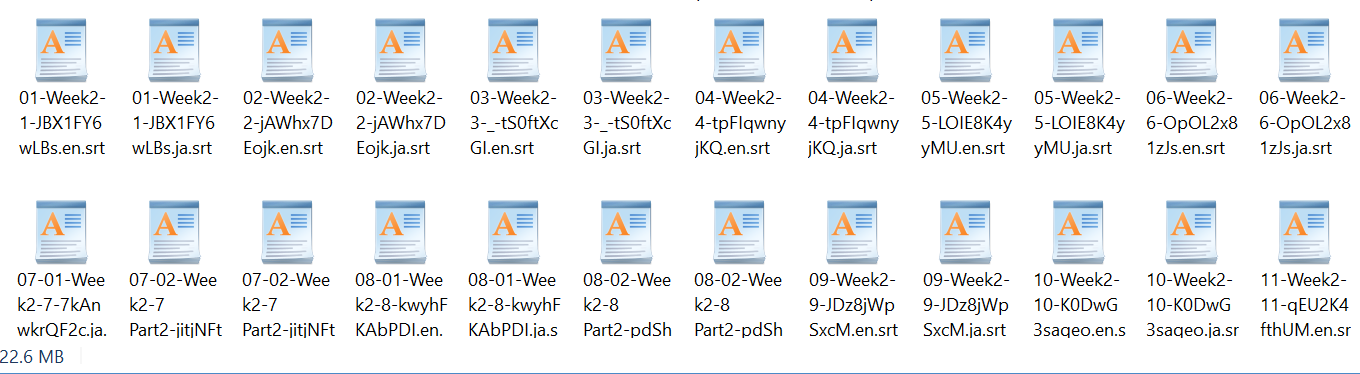 01-Week2-
1-JBX1FY6
wLBs.en.srt
01-Week2-
1-JBX1FY6
wLBs.ja.srt
02-Week2-
2-jAWhx7D
Eojk.en.srt
02-Week2-
2-jAWhx7D
Eojk.ja.srt
03-Week2-
3-_-tS0ftXc
GI.en.srt
03-Week2-
3-_-tS0ftXc
GI.ja.srt
04-Week2-
4-tpFIqwny
jKQ.en.srt
04-Week2-
4-tpFIqwny
jKQ.ja.srt
05-Week2-
5-LOIE8K4y
yMU.en.srt
05-Week2-
5-LOIE8K4y
yMU.ja.srt
06-Week2-
6-OpOL2x8
1zJs.en.srt
06-Week2-
6-OpOL2x8
1zJs.ja.srt
07-01-Wee
k2-7-7kAn
wkrQF2c.ja.
07-02-Wee
k2-7
Part2-jitjNFt
07-02-Wee
k2-7
Part2-jitjNFt
08-01-Wee
k2-8-kwyhF
KAbPDI.en.
08-01-Wee
k2-8-kwyhF
KAbPDI.ja.s
08-02-Wee
k2-8
Part2-pdSh
08-02-Wee
k2-8
Part2-pdSh
09-Week2-
9-JDz8jWp
SxcM.en.srt
09-Week2-
9-JDz8jWp
SxcM.ja.srt
10-Week2-
10-K0DwG
3sageo.en.s
10-Week2-
10-K0DwG
3sageo.ja.sr
11-Week2-
11-qEU2K4
fthUM.en.sr
22.6 MB